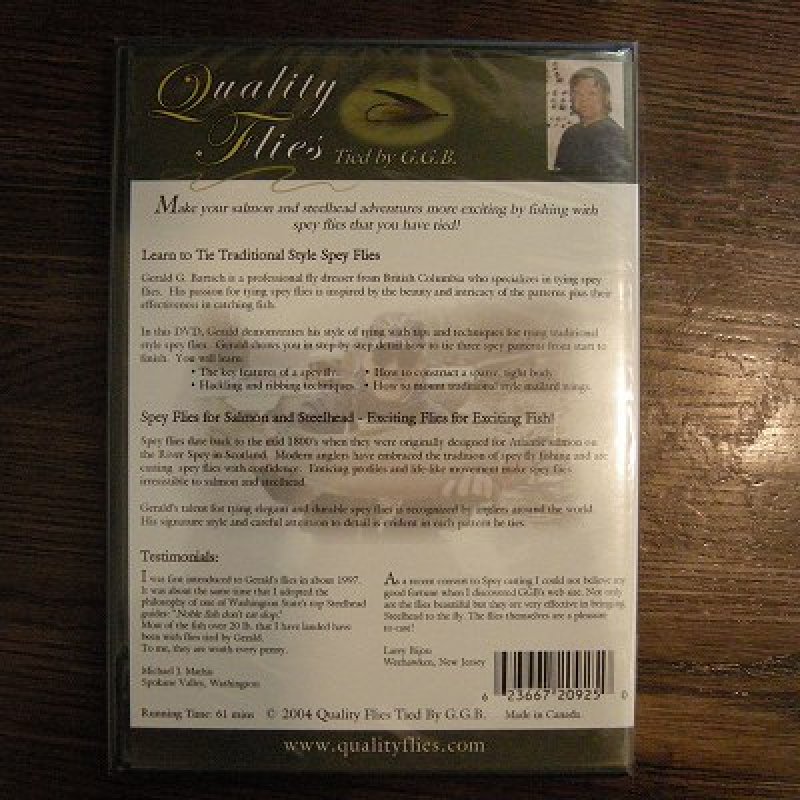 Quality
Flies Tied by G.G.B.
Make your salmon and steelhead adventures more exciting by fishing with
spey flies that you have tied!
Learn to Tie Traditional Style Spey Flies
Gerald G. Bartsch is a professional fly dresser from British Columbia who specializes in tying spey
flies. His passion for tying spey flies is inspired by the beauty and intricacy of the patterns plus their
effectiveness in catching fish.
In this DVD, Gerald demonstrates his style of tying with tips and techniques for tying traditional
style spey flies. Gerald shows you in step-by-step detail how to tie three spey patterns from start to
finish. You will learn:
• The key features of a spey fly. • How to construct a sparse, tight body.
• Hackling and ribbing techniques. • How to mount traditional style mallard wings.
Spey Flies for Salmon and Steelhead - Exciting Flies for Exciting Fish!
Spey flies date back to the mid 1800's when they were originally designed for Atlantic salmon on
the River Spey in Scotland. Modern anglers have embraced the tradition of spey fly fishing and are
casting spey flies with confidence. Enticing profiles and life-like movement make spey flies
irresistible to salmon and steelhead.
Gerald's talent for tying elegant and durable spey flies is recognized by anglers around the world.
His signature style and careful attention to detail is evident in each pattern he ties.
Testimonials:
I was first introduced to Gerald's flies in about 1997.
It was about the same time that I adopted the
philosophy of one of Washington State's top Steelhead
guides: "Noble fish don't eat slop."
Most of the fish over 20 lb. that I have landed have
been with flies tied by Gerald.
To me, they are worth every penny.
Michael J. Mathis
Spokane Valley, Washington
As a recent convert to Spey casting I could not believe my
good fortune when I discovered GGB's web site. Not only
are the flies beautiful but they are very effective in bringing
Steelhead to the fly. The flies themselves are a pleasure
to cast!
Larry Bijou
Weehawken, New Jersey
6 23667 20925 0
Running Time: 61 mins © 2004 Quality Flies Tied By G.G.B. Made in Canada
www.qualityflies.com